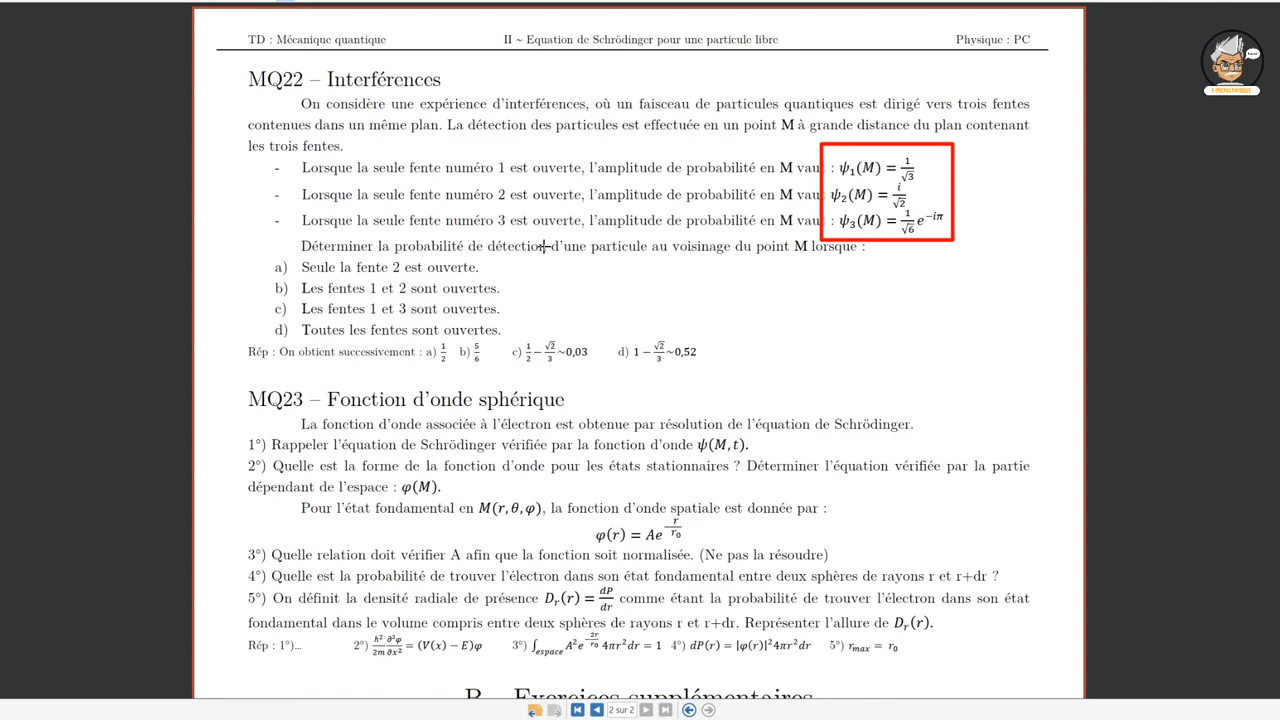 TD : Mécanique quantique II ~ Equation de Schrödinger pour une particule libre Physique : PC
MQ22 – Interférences
On considère une expérience d'interférences, où un faisceau de particules quantiques est dirigé vers trois fentes
contenues dans un même plan. La détection des particules est effectuée en un point M à grande distance du plan contenant
les trois fentes.
- Lorsque la seule fente numéro 1 est ouverte, l'amplitude de probabilité en M vaut : ψ₁(M) = 1/√3
- Lorsque la seule fente numéro 2 est ouverte, l'amplitude de probabilité en M vaut ψ₂(M) = i/√2
- Lorsque la seule fente numéro 3 est ouverte, l'amplitude de probabilité en M vaut : ψ₃(M) = 1/√6 e^(−iπ)
Déterminer la probabilité de détection d'une particule au voisinage du point M lorsque :
a) Seule la fente 2 est ouverte.
b) Les fentes 1 et 2 sont ouvertes.
c) Les fentes 1 et 3 sont ouvertes.
d) Toutes les fentes sont ouvertes.
Rép : On obtient successivement : a) 1/2 b) 5/6 c) 1/2 − √2/3 ~0,03 d) 1 − √2/3 ~0,52
MQ23 – Fonction d'onde sphérique
La fonction d'onde associée à l'électron est obtenue par résolution de l'équation de Schrödinger.
1°) Rappeler l'équation de Schrödinger vérifiée par la fonction d'onde ψ(M, t).
2°) Quelle est la forme de la fonction d'onde pour les états stationnaires ? Déterminer l'équation vérifiée par la partie
dépendant de l'espace : φ(M).
Pour l'état fondamental en M(r, θ, φ), la fonction d'onde spatiale est donnée par :
φ(r) = Ae^(−r/r₀)
3°) Quelle relation doit vérifier A afin que la fonction soit normalisée. (Ne pas la résoudre)
4°) Quelle est la probabilité de trouver l'électron dans son état fondamental entre deux sphères de rayons r et r+dr ?
5°) On définit la densité radiale de présence Dᵣ(r) = dP/dr comme étant la probabilité de trouver l'électron dans son état
fondamental dans le volume compris entre deux sphères de rayons r et r+dr. Représenter l'allure de Dᵣ(r).
Rép : 1°)... 2°) ℏ²/2m ∂²φ/∂x² = (V(x) − E)φ 3°) ∫espace A²e^(−2r/r₀) 4πr²dr = 1 4°) dP(r) = |φ(r)|²4πr²dr 5°) rmax = r₀
B – Exercices supplémentaires
2 sur 2